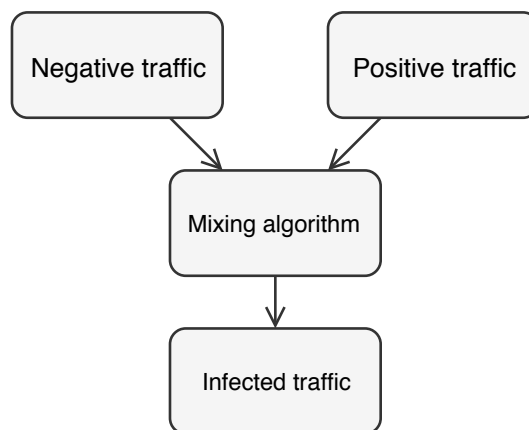 Negative traffic
Positive traffic
Mixing algorithm
Infected traffic